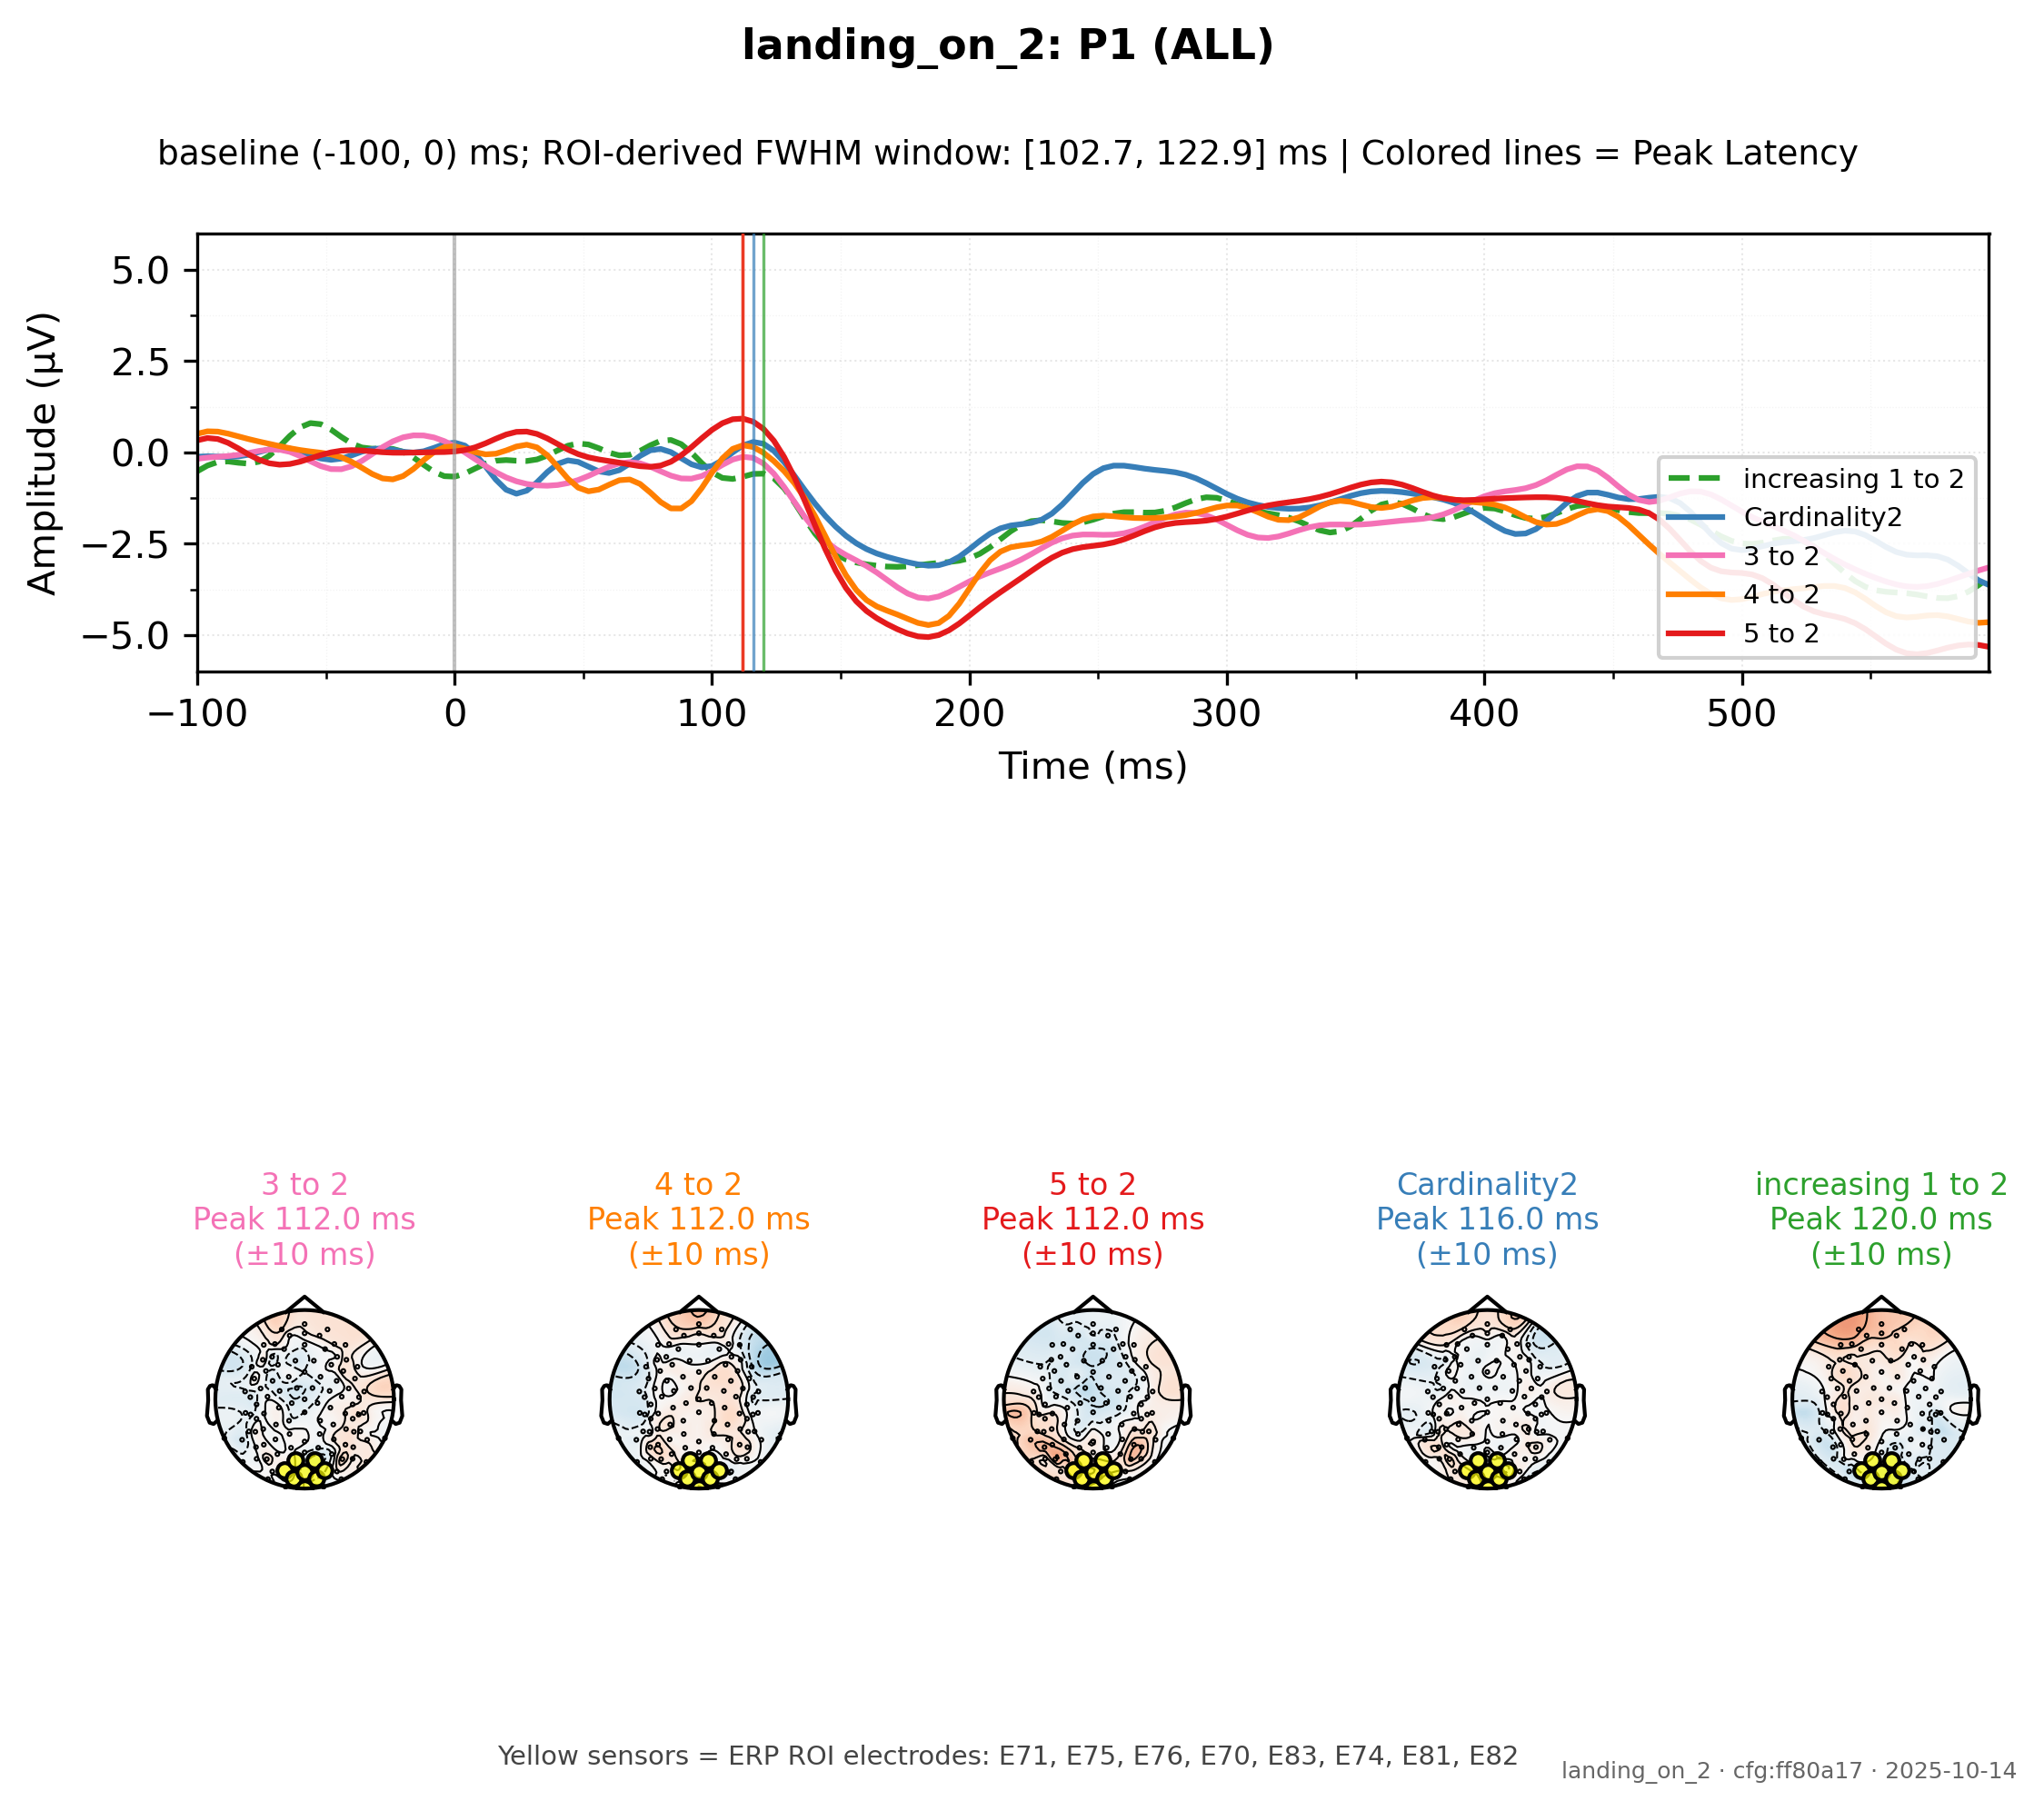 landing_on_2: P1 (ALL)
baseline (-100, 0) ms; ROI-derived FWHM window: [102.7, 122.9] ms | Colored lines = Peak Latency
Amplitude (µV)
5.0
2.5
0.0
−2.5
−5.0
increasing 1 to 2
Cardinality2
3 to 2
4 to 2
5 to 2
−100 0 100 200 300 400 500
Time (ms)
3 to 2
Peak 112.0 ms
(±10 ms)
4 to 2
Peak 112.0 ms
(±10 ms)
5 to 2
Peak 112.0 ms
(±10 ms)
Cardinality2
Peak 116.0 ms
(±10 ms)
increasing 1 to 2
Peak 120.0 ms
(±10 ms)
Yellow sensors = ERP ROI electrodes: E71, E75, E76, E70, E83, E74, E81, E82
landing_on_2 · cfg:ff80a17 · 2025-10-14